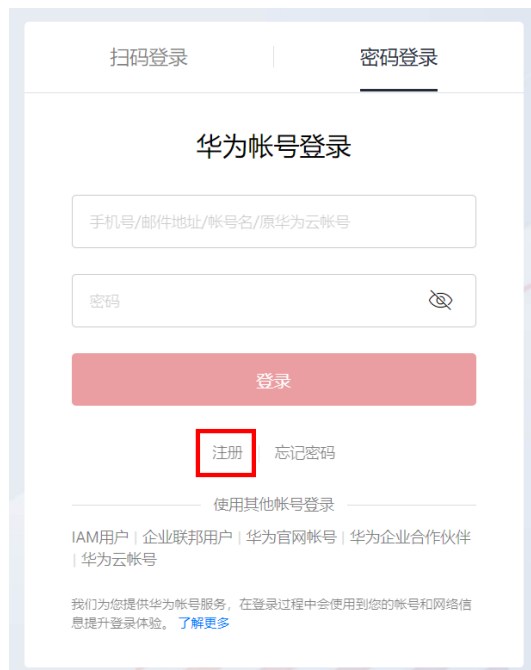 扫码登录
密码登录
华为帐号登录
手机号/邮件地址/帐号名/原华为云帐号
密码
登录
注册 | 忘记密码
使用其他帐号登录
IAM用户 | 企业联邦用户 | 华为官网帐号 | 华为企业合作伙伴
| 华为云帐号
我们为您提供华为帐号服务，在登录过程中会使用到您的帐号和网络信
息提升登录体验。 了解更多